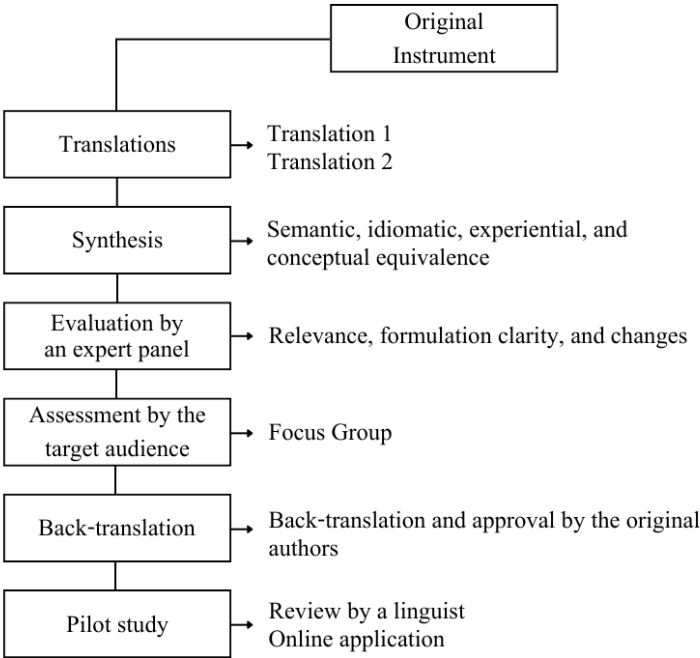 Original
Instrument
Translations
Translation 1
Translation 2
Synthesis
Semantic, idiomatic, experiential, and
conceptual equivalence
Evaluation by
an expert panel
Relevance, formulation clarity, and changes
Assessment by the
target audience
Focus Group
Back-translation
Back-translation and approval by the original
authors
Pilot study
Review by a linguist
Online application